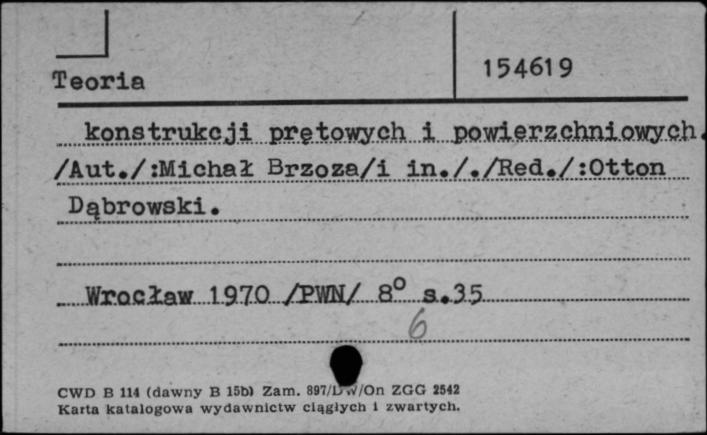 154619
Teoria
konstrukcji prętowych i powierzchniowych.
/Aut./:Michał Brzoza/i in././Red./:Otton
Dąbrowski.
Wrocław 1970 /PWN/ 8° s.35
6
CWD B 114 (dawny B 15b) Zam. 897/DW/On ZGG 2542
Karta katalogowa wydawnictw ciągłych i zwartych.